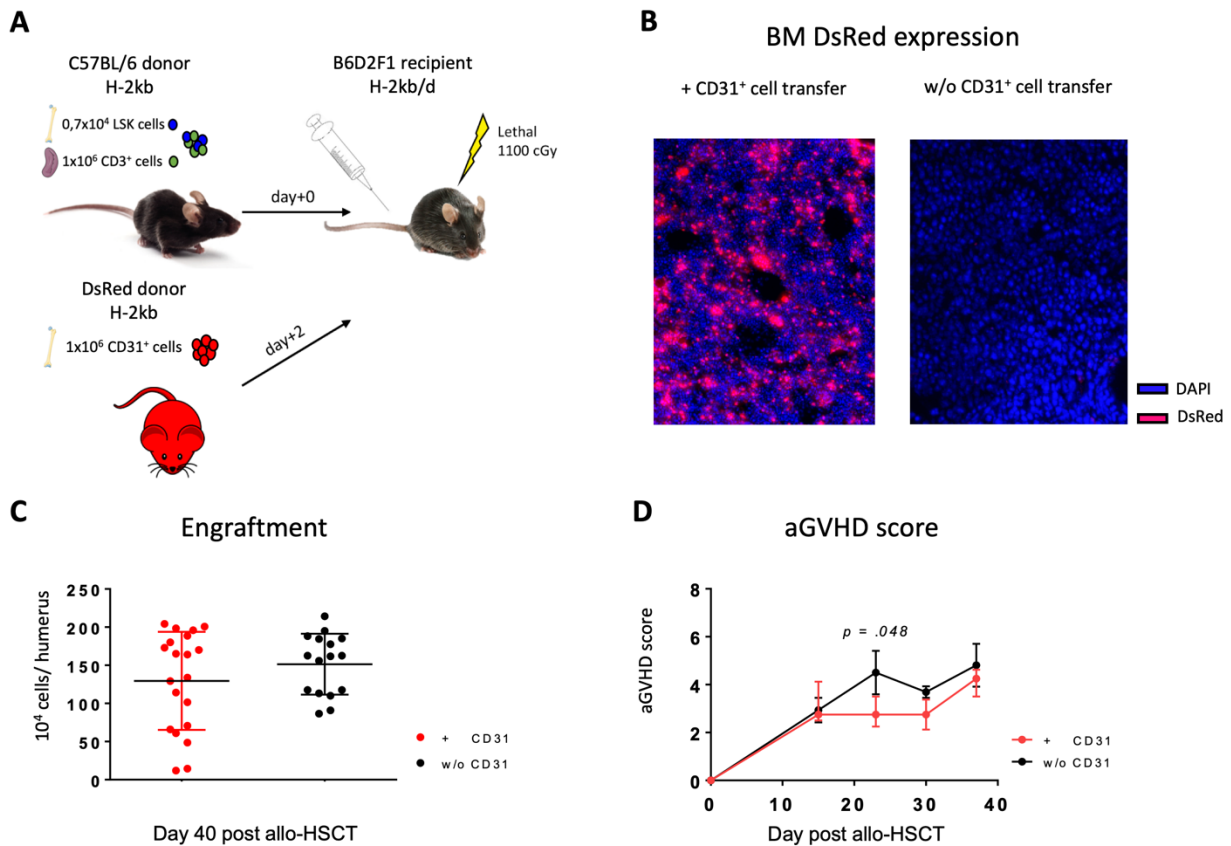 A
C57BL/6 donor
H-2kb
0,7x10⁴ LSK cells
1x10⁶ CD3⁺ cells
B6D2F1 recipient
H-2kb/d
Lethal
1100 cGy
day+0
DsRed donor
H-2kb
1x10⁶ CD31⁺ cells
day+2
B
BM DsRed expression
+ CD31⁺ cell transfer
w/o CD31⁺ cell transfer
DAPI
DsRed
C
Engraftment
10⁴ cells/ humerus
250
200
150
100
50
0
+ CD31
w/o CD31
Day 40 post allo-HSCT
D
aGVHD score
aGVHD score
8
6
4
2
0
p = .048
0
10
20
30
40
+ CD31
w/o CD31
Day post allo-HSCT